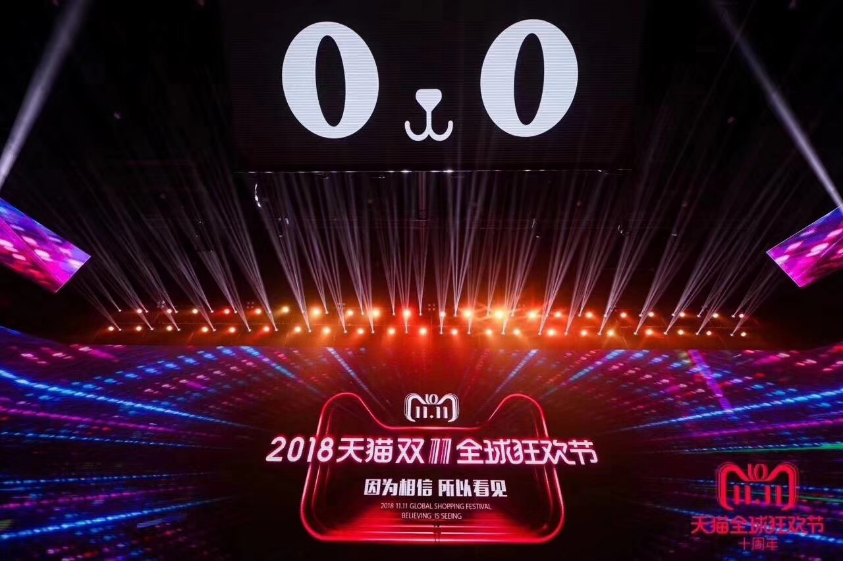 11.11
2018天猫双11全球狂欢节
因为相信 所以看见
2018 11.11 GLOBAL SHOPPING FESTIVAL
BELIEVING IS SEEING
10
11.11
天猫全球狂欢节
十周年